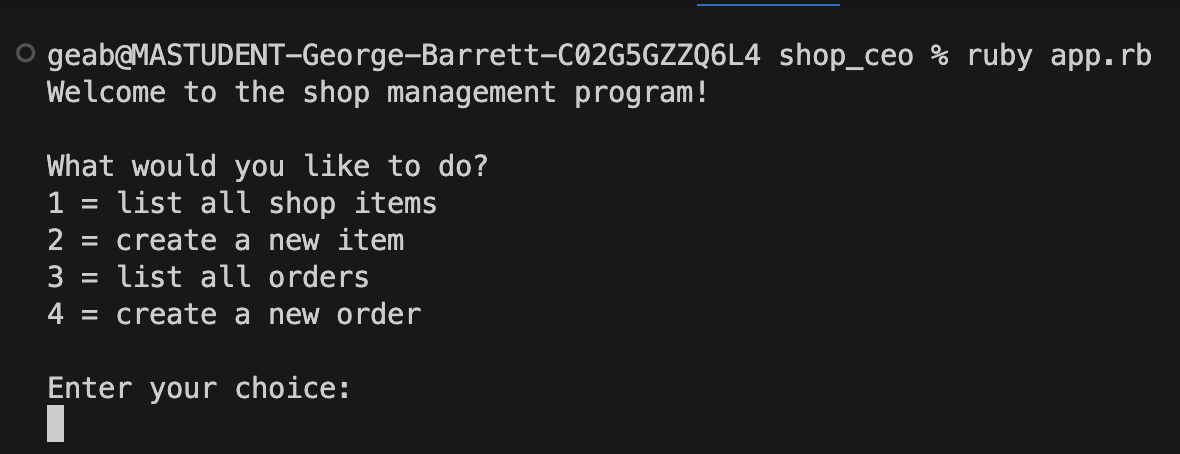 geab@MASTUDENT-George-Barrett-C02G5GZZQ6L4 shop_ceo % ruby app.rb
Welcome to the shop management program!
What would you like to do?
1 = list all shop items
2 = create a new item
3 = list all orders
4 = create a new order
Enter your choice: